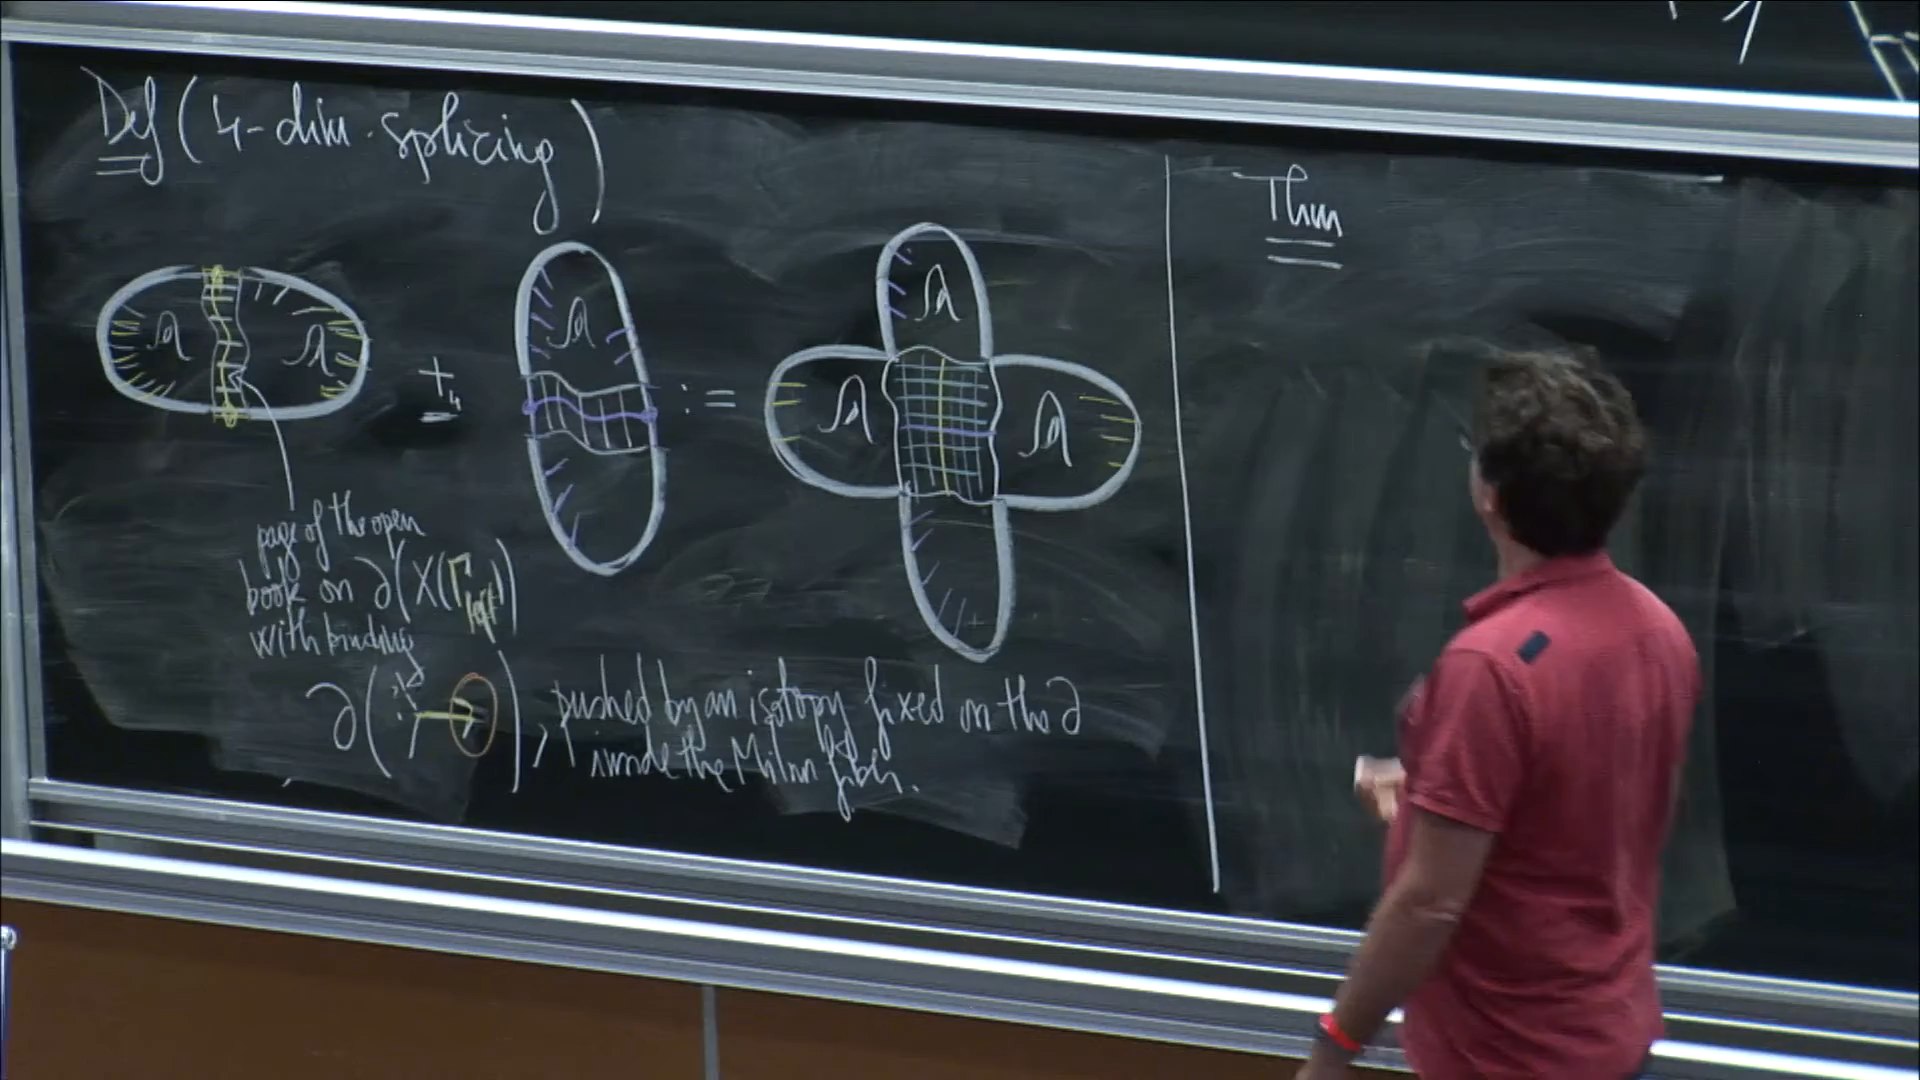 Def (4-dim. splicing)
:=
page of the open
book on ∂(X(Γleft))
with binding
∂( ), pushed by an isotopy fixed on the ∂
inside the Milnor fiber.
Thm